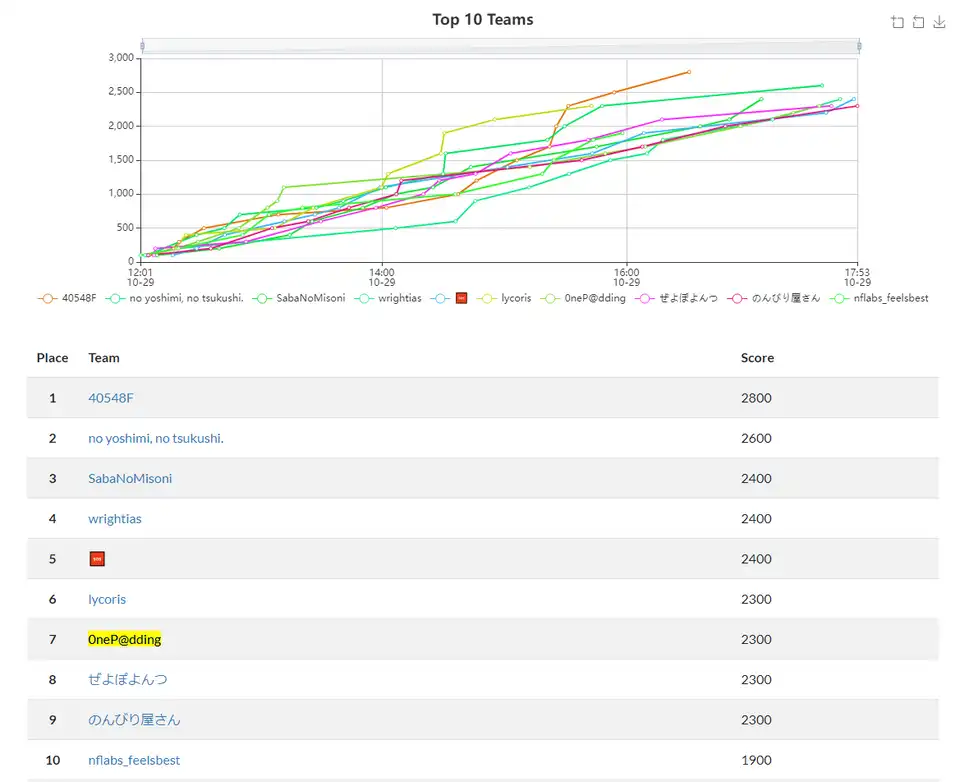 Top 10 Teams
3,000
2,500
2,000
1,500
1,000
500
0
12:01 14:00 16:00 17:53
10-29 10-29 10-29 10-29
40548F no yoshimi, no tsukushi. SabaNoMisoni wrightias lycoris 0neP@dding ぜよぽよんつ のんびり屋さん nflabs_feelsbest
Place Team Score
1 40548F 2800
2 no yoshimi, no tsukushi. 2600
3 SabaNoMisoni 2400
4 wrightias 2400
5 2400
6 lycoris 2300
7 0neP@dding 2300
8 ぜよぽよんつ 2300
9 のんびり屋さん 2300
10 nflabs_feelsbest 1900